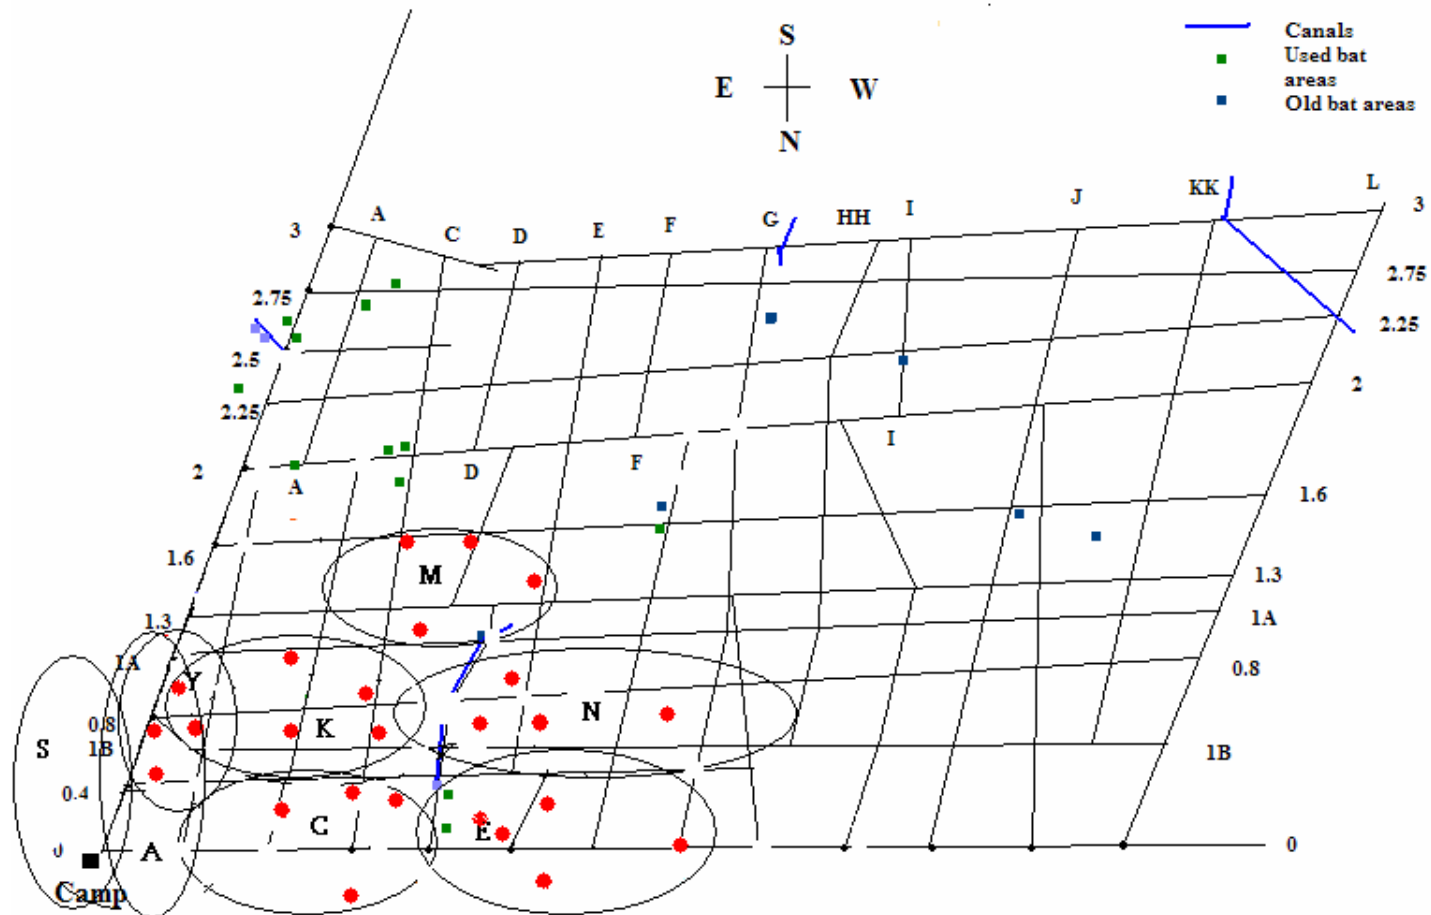 S
E W
N
Canals
Used bat
areas
Old bat areas
A C D E F G HH I J KK L
3 3
2.75 2.75
2.5 2.25
2.25 2
2 A D F I
1.6 1.6
M
1.3 1.3
1A 1A
Y 0.8
0.8 K N
S 1B 1B
0.4
C E
0 A 0
Camp